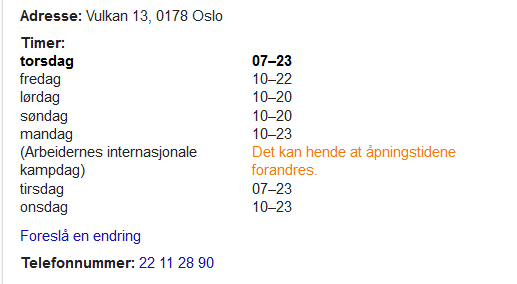 Adresse: Vulkan 13, 0178 Oslo
Timer:
torsdag 07–23
fredag 10–22
lørdag 10–20
søndag 10–20
mandag 10–23
(Arbeidernes internasjonale Det kan hende at åpningstidene
kampdag) forandres.
tirsdag 07–23
onsdag 10–23
Foreslå en endring
Telefonnummer: 22 11 28 90